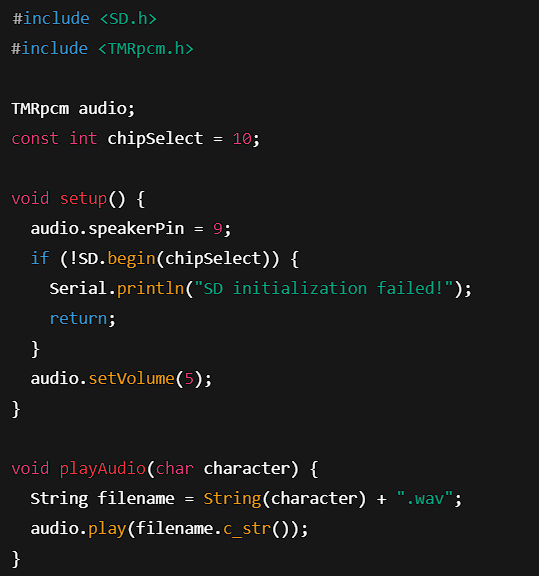 #include <SD.h>
#include <TMRpcm.h>

TMRpcm audio;
const int chipSelect = 10;

void setup() {
  audio.speakerPin = 9;
  if (!SD.begin(chipSelect)) {
    Serial.println("SD initialization failed!");
    return;
  }
  audio.setVolume(5);
}

void playAudio(char character) {
  String filename = String(character) + ".wav";
  audio.play(filename.c_str());
}